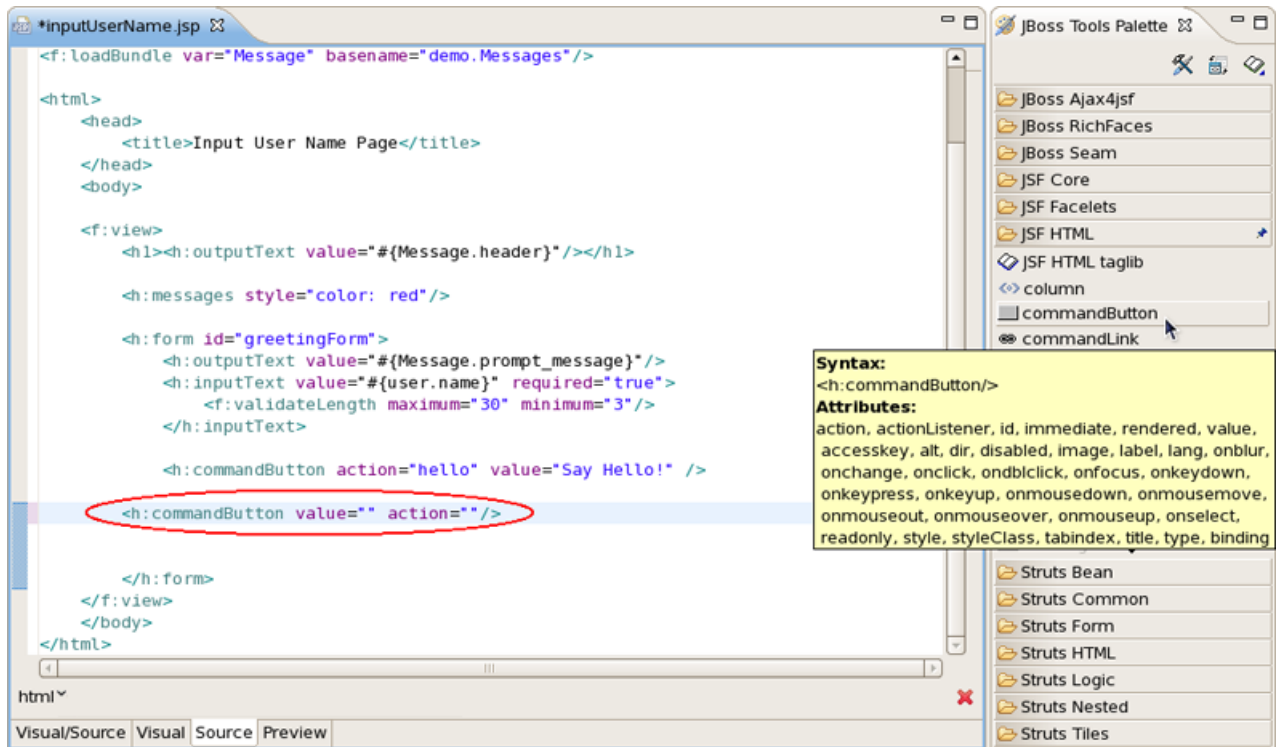 *inputUserName.jsp
<f:loadBundle var="Message" basename="demo.Messages"/>
<html>
<head>
<title>Input User Name Page</title>
</head>
<body>
<f:view>
<h1><h:outputText value="#{Message.header}"/></h1>
<h:messages style="color: red"/>
<h:form id="greetingForm">
<h:outputText value="#{Message.prompt_message}"/>
<h:inputText value="#{user.name}" required="true">
<f:validateLength maximum="30" minimum="3"/>
</h:inputText>
<h:commandButton action="hello" value="Say Hello!" />
<h:commandButton value="" action=""/>
</h:form>
</f:view>
</body>
</html>
html
Visual/Source Visual Source Preview
JBoss Tools Palette
JBoss Ajax4jsf
JBoss RichFaces
JBoss Seam
JSF Core
JSF Facelets
JSF HTML
JSF HTML taglib
column
commandButton
commandLink
Syntax:
<h:commandButton/>
Attributes:
action, actionListener, id, immediate, rendered, value,
accesskey, alt, dir, disabled, image, label, lang, onblur,
onchange, onclick, ondblclick, onfocus, onkeydown,
onkeypress, onkeyup, onmousedown, onmousemove,
onmouseout, onmouseover, onmouseup, onselect,
readonly, style, styleClass, tabindex, title, type, binding
Struts Bean
Struts Common
Struts Form
Struts HTML
Struts Logic
Struts Nested
Struts Tiles